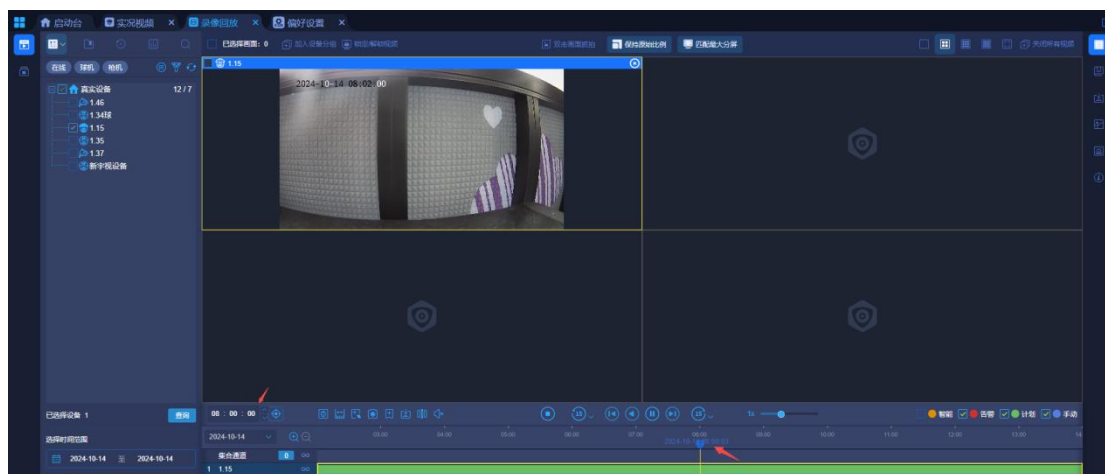 启动台 实况视频 × 录像回放 × 偏好设置 ×
已选择画面：0 加入设备分组 锁定/解锁视频 双击画面抓拍 保持原始比例 匹配最大分屏 关闭所有视频
在线 球机 枪机
1.15
2024-10-14 08:02:00
真实设备 12 / 7
1.46
1.34球
1.15
1.35
1.37
新宇视设备
已选择设备 1 查询
08 : 00 : 00 15 15 1x 智能 告警 计划 手动
选择时间范围
2024-10-14 03:00 04:00 05:00 06:00 07:00 08:00 09:00 10:00 11:00 12:00 13:00
2024-10-14 至 2024-10-14
集合通道 0
1 1.15